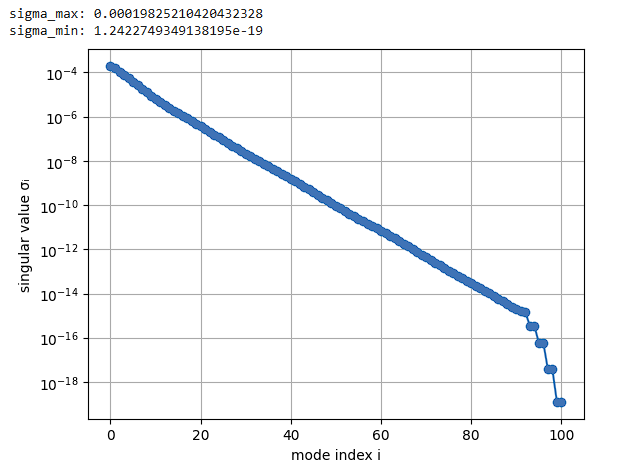 sigma_max: 0.00019825210420432328
sigma_min: 1.2422749349138195e-19
10⁻⁴
10⁻⁶
10⁻⁸
10⁻¹⁰
10⁻¹²
10⁻¹⁴
10⁻¹⁶
10⁻¹⁸
singular value σᵢ
0 20 40 60 80 100
mode index i